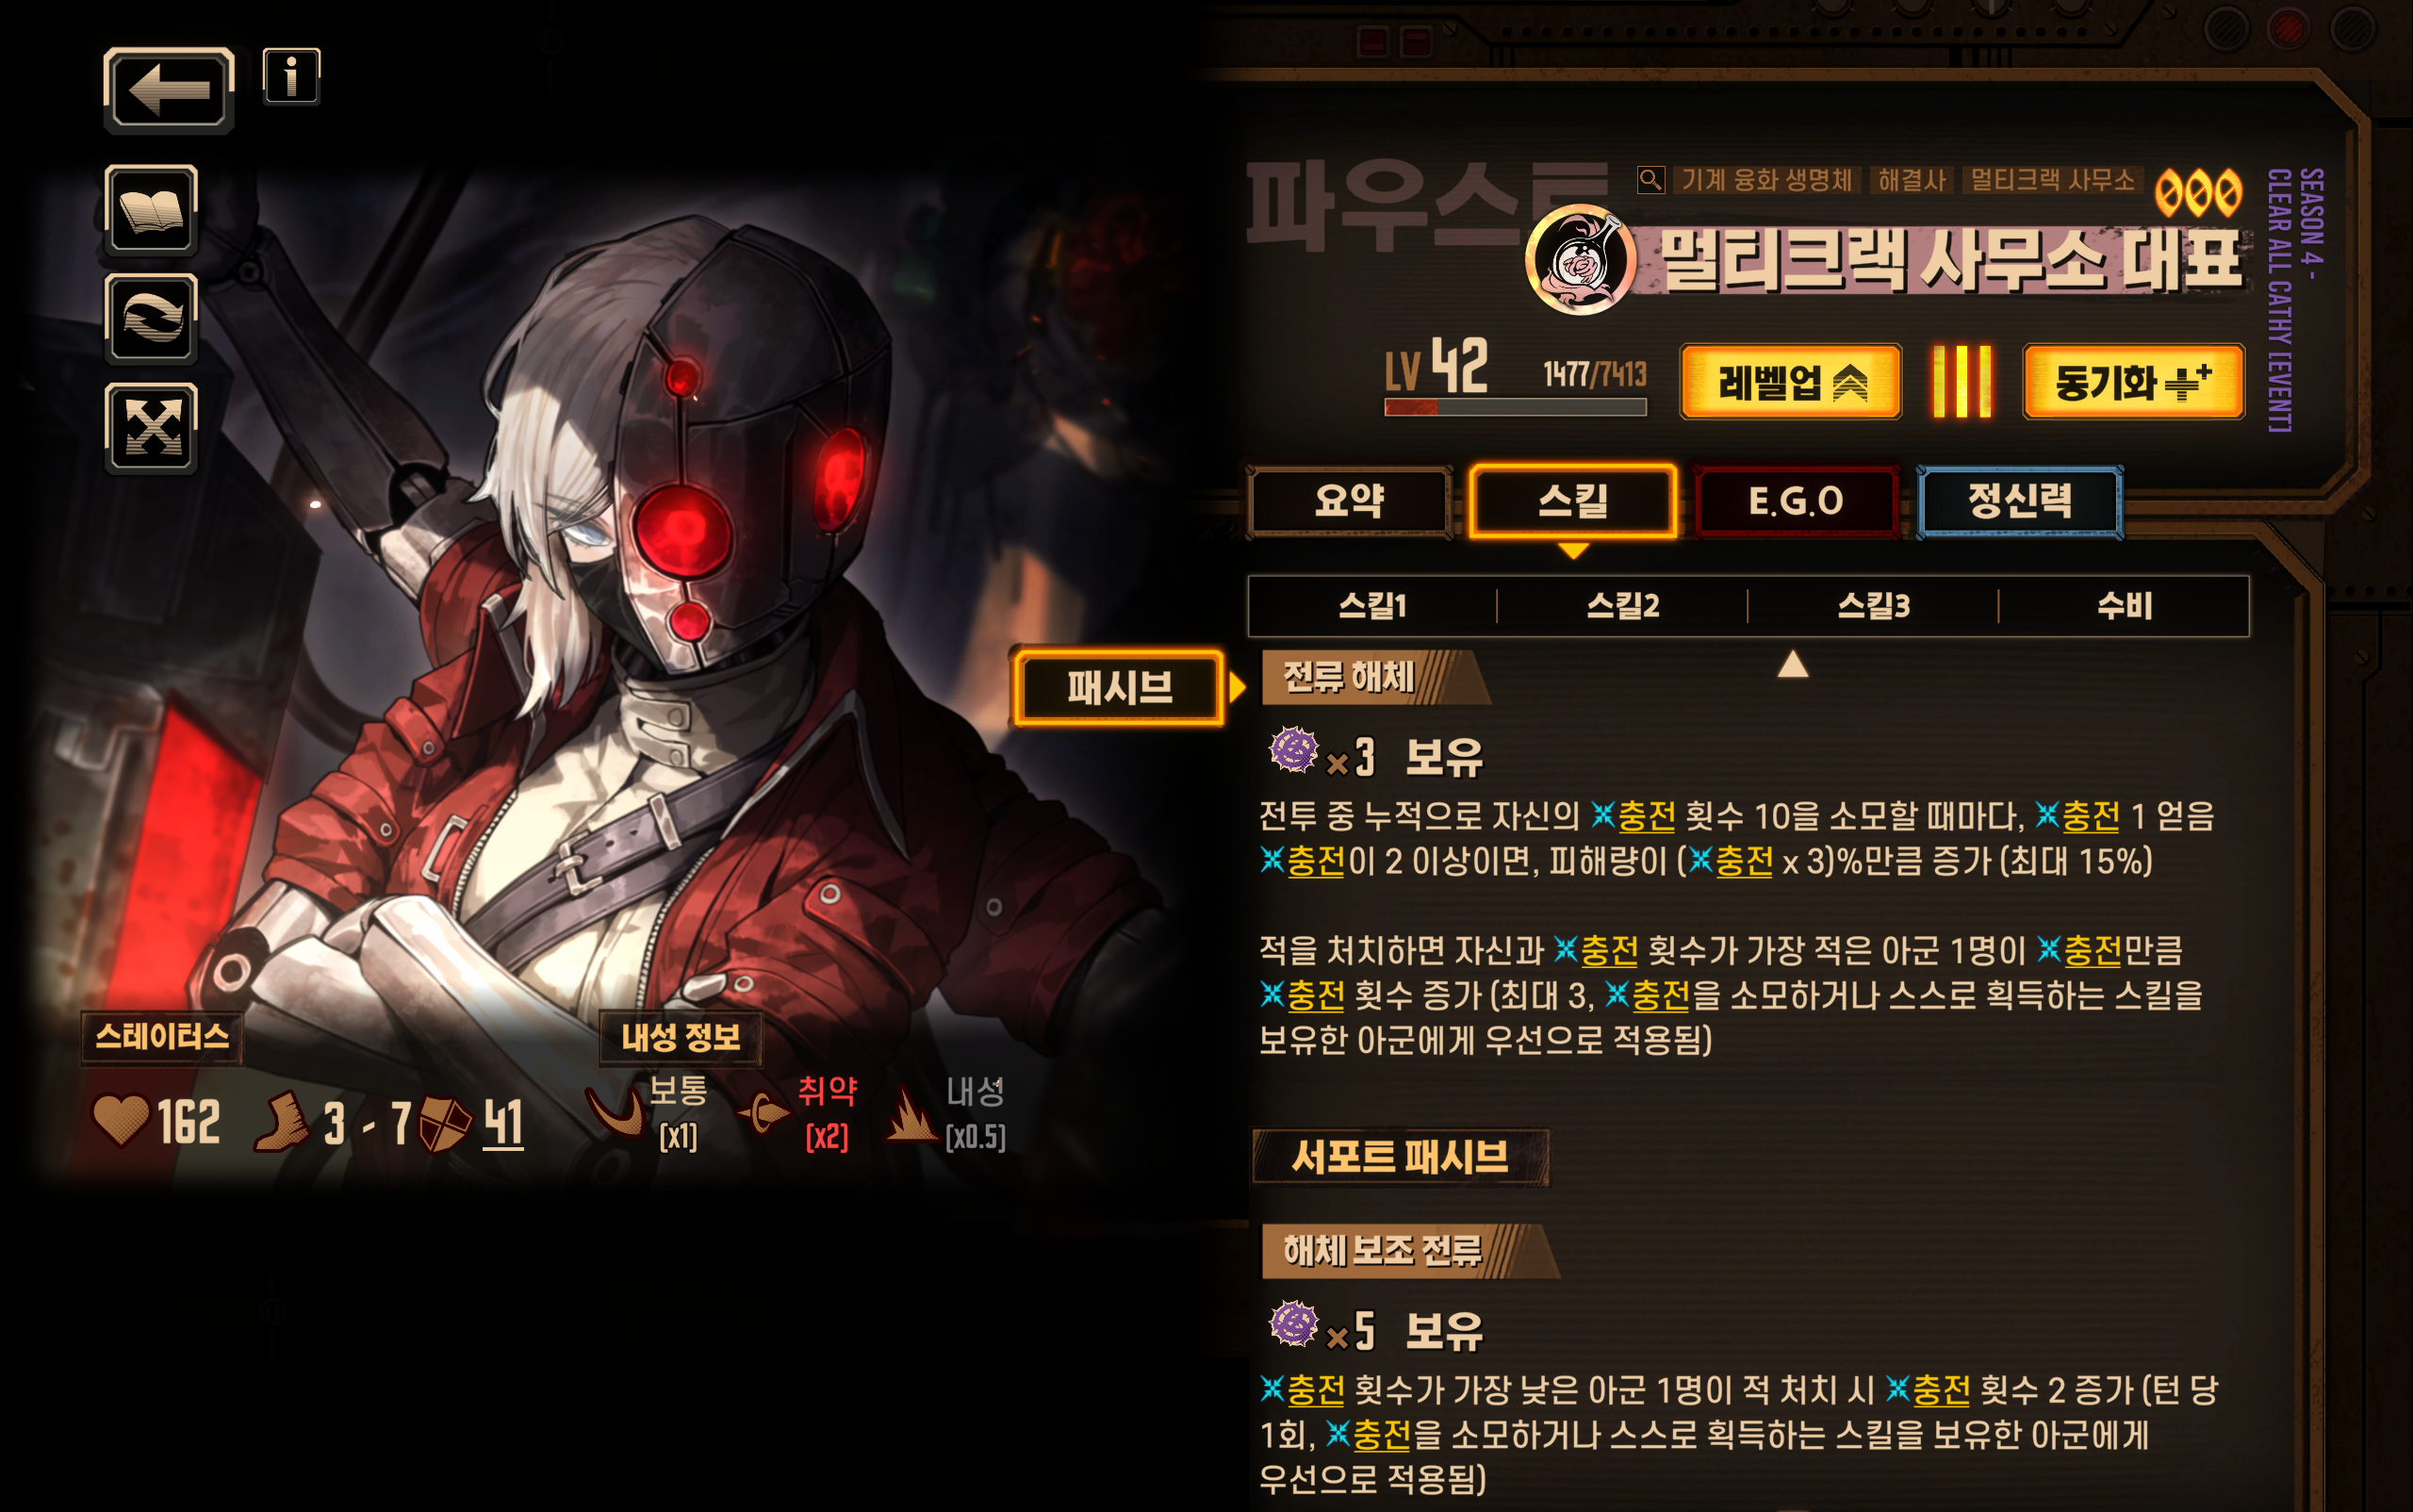 파우스트
기계 융화 생명체 해결사 멀티크랙 사무소
멀티크랙 사무소 대표
SEASON 4 -
CLEAR ALL CATHY [EVENT]
LV 42 1477/7413
레벨업 동기화
요약 스킬 E.G.O 정신력
스킬1 스킬2 스킬3 수비
패시브
전류 해체
×3 보유
전투 중 누적으로 자신의 충전 횟수 10을 소모할 때마다, 충전 1 얻음
충전이 2 이상이면, 피해량이 (충전 x 3)%만큼 증가 (최대 15%)
적을 처치하면 자신과 충전 횟수가 가장 적은 아군 1명이 충전만큼
충전 횟수 증가 (최대 3, 충전을 소모하거나 스스로 획득하는 스킬을
보유한 아군에게 우선으로 적용됨)
서포트 패시브
해체 보조 전류
×5 보유
충전 횟수가 가장 낮은 아군 1명이 적 처치 시 충전 횟수 2 증가 (턴 당
1회, 충전을 소모하거나 스스로 획득하는 스킬을 보유한 아군에게
우선으로 적용됨)
스테이터스
162 3 - 7 41
내성 정보
보통 취약 내성
[x1] [x2] [x0.5]